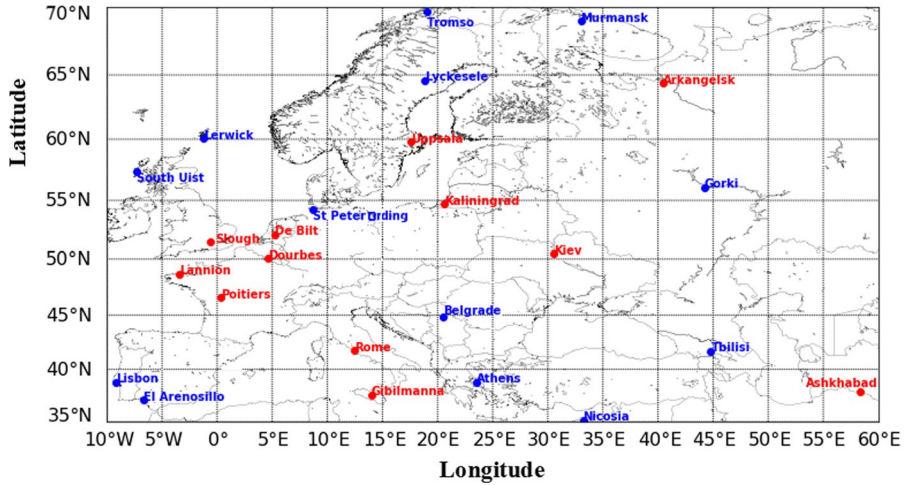 70°N
Tromso
Murmansk
65°N
Lyckesele
Arkangelsk
60°N
Lerwick
Uppsala
South Uist
Gorki
55°N
Kaliningrad
St Peter Ording
De Bilt
Slough
Kiev
50°N
Dourbes
Lannion
Poitiers
45°N
Belgrade
Rome
Tbilisi
40°N
Lisbon
Athens
Ashkhabad
El Arenosillo
Gibilmanna
35°N
Nicosia
10°W 5°W 0° 5°E 10°E 15°E 20°E 25°E 30°E 35°E 40°E 45°E 50°E 55°E 60°E
Latitude
Longitude